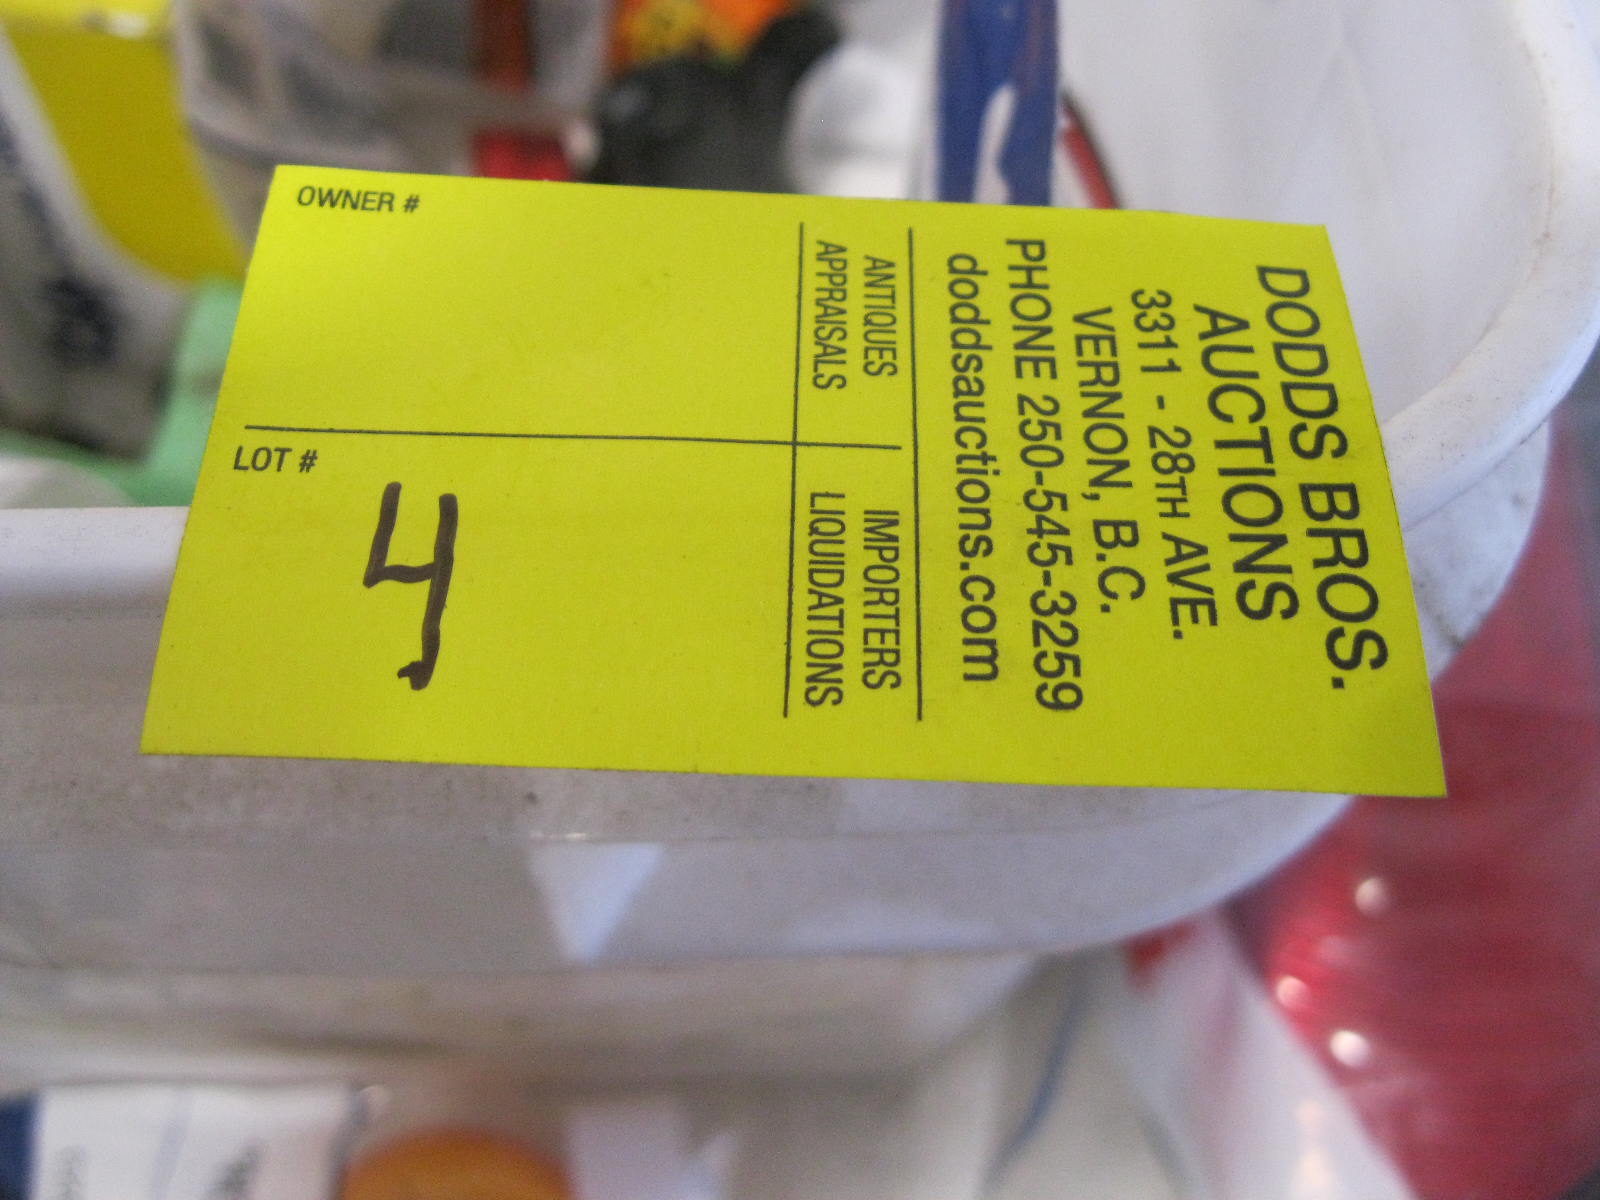 DODDS BROS.
AUCTIONS
3311 - 28TH AVE.
VERNON, B.C.
PHONE 250-545-3259
doddsauctions.com
ANTIQUES IMPORTERS
APPRAISALS LIQUIDATIONS
OWNER #
LOT #
4